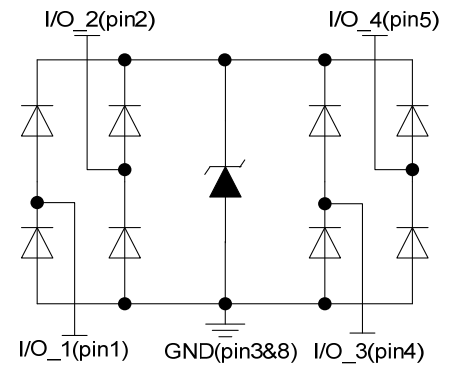 I/O_2(pin2)
I/O_4(pin5)
I/O_1(pin1)
GND(pin3&8)
I/O_3(pin4)